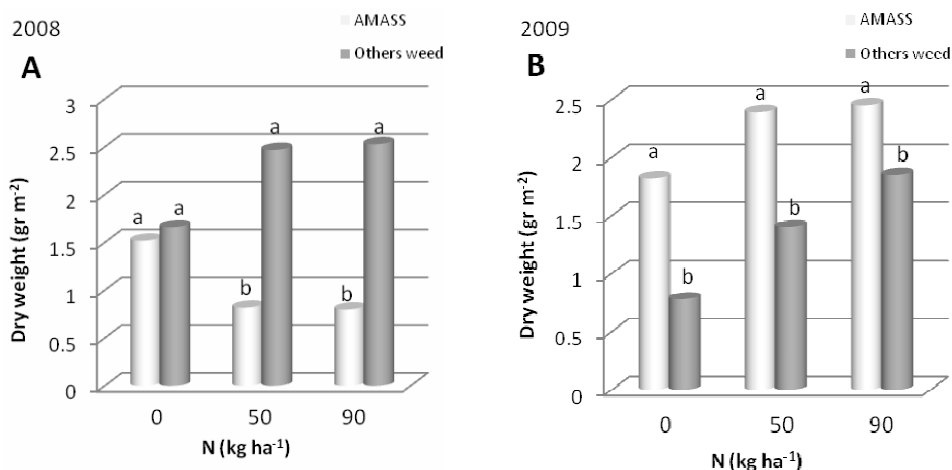 2008
AMASS
Others weed
A
Dry weight (gr m-2)
3
2.5
2
1.5
1
0.5
0
a
a
b
a
b
a
0
50
90
N (kg ha-1)
2009
AMASS
Others weed
B
Dry weight (gr m-2)
2.5
2
1.5
1
0.5
0
a
b
a
b
a
b
0
50
90
N (kg ha-1)